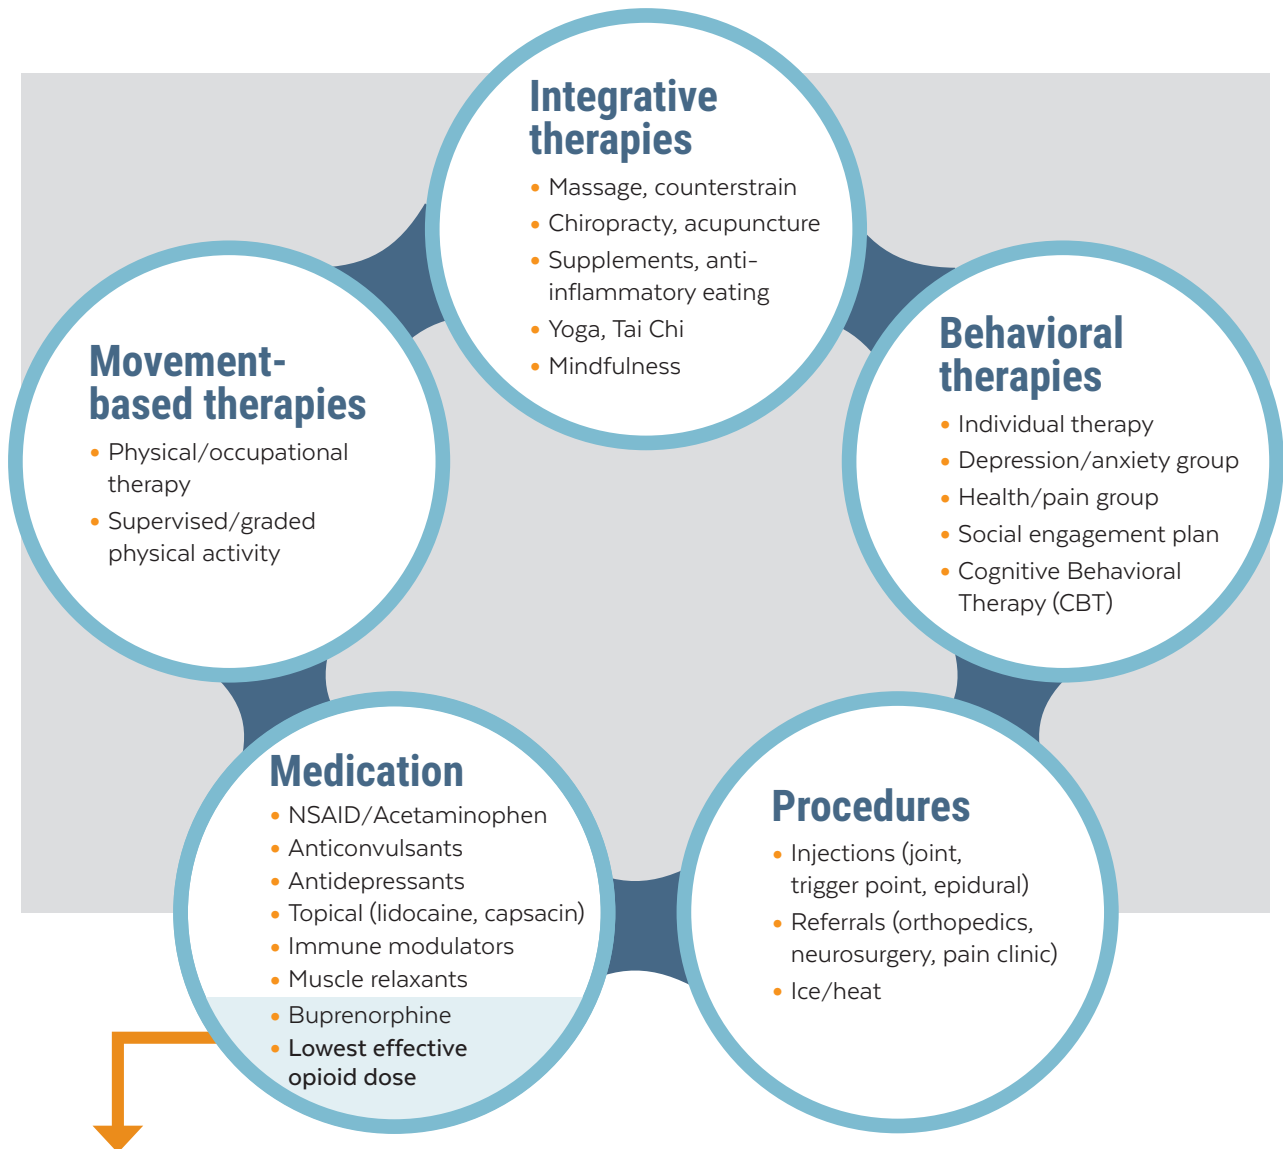 Integrative
therapies
• Massage, counterstrain
• Chiropracty, acupuncture
• Supplements, anti-
inflammatory eating
• Yoga, Tai Chi
• Mindfulness
Movement-
based therapies
• Physical/occupational
therapy
• Supervised/graded
physical activity
Behavioral
therapies
• Individual therapy
• Depression/anxiety group
• Health/pain group
• Social engagement plan
• Cognitive Behavioral
Therapy (CBT)
Medication
• NSAID/Acetaminophen
• Anticonvulsants
• Antidepressants
• Topical (lidocaine, capsacin)
• Immune modulators
• Muscle relaxants
• Buprenorphine
• Lowest effective
opioid dose
Procedures
• Injections (joint,
trigger point, epidural)
• Referrals (orthopedics,
neurosurgery, pain clinic)
• Ice/heat